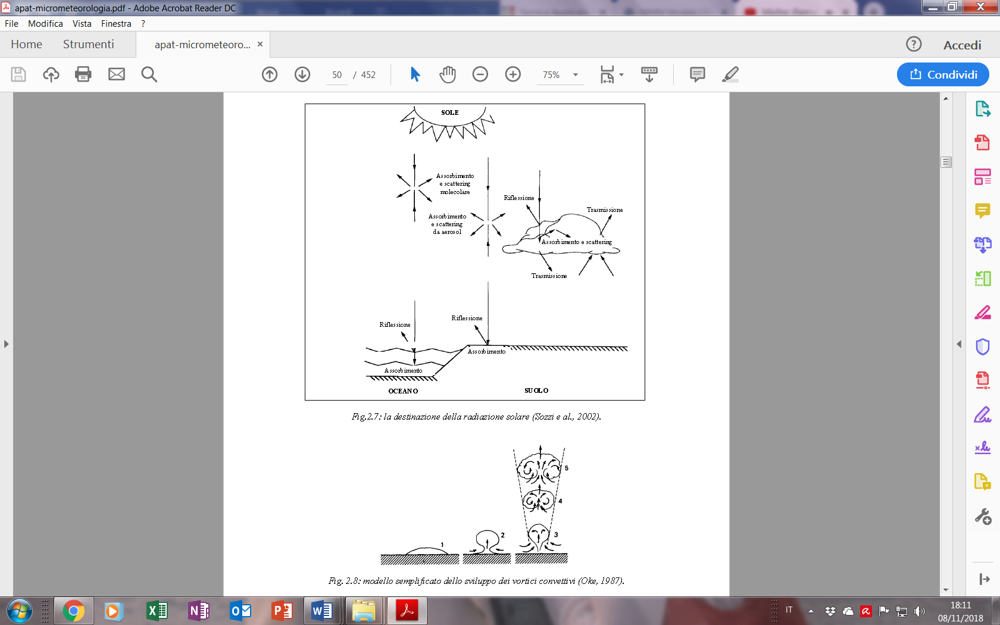 apat-micrometeorologia.pdf - Adobe Acrobat Reader DC
File Modifica Vista Finestra ?
Home Strumenti apat-micrometeoro... × Accedi
50 / 452 75% Condividi
SOLE
Assorbimento
e scattering
molecolare
Riflessione
Trasmissione
Assorbimento
e scattering
da aerosol
Assorbimento e scattering
Trasmissione
Riflessione
Riflessione
Assorbimento
Assorbimento
OCEANO
SUOLO
Fig.2.7: la destinazione della radiazione solare (Sozzi e al., 2002).
5
4
3
2
1
Fig. 2.8: modello semplificato dello sviluppo dei vortici convettivi (Oke, 1987).
IT
18:11
08/11/2018